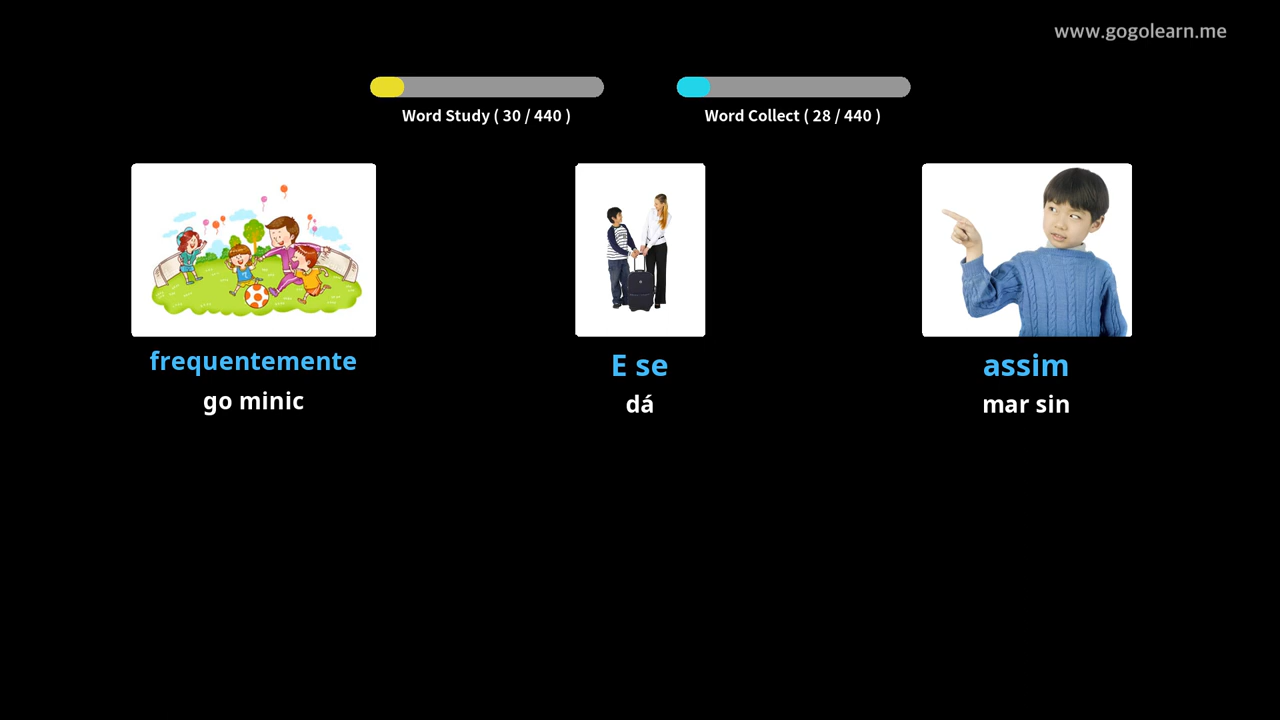 www.gogolearn.me
Word Study ( 30 / 440 )
Word Collect ( 28 / 440 )
frequentemente
go minic
E se
dá
assim
mar sin